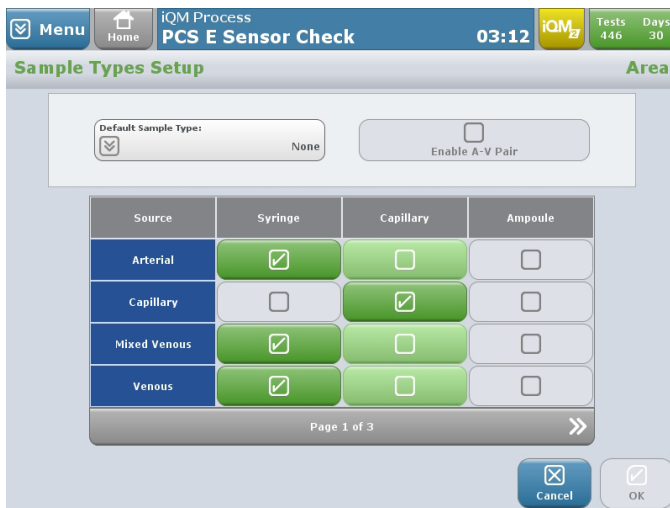 Menu
Home
iQM Process
PCS E Sensor Check
03:12
iQM2
Tests Days
446 30
Sample Types Setup
Area
Default Sample Type:
None
Enable A-V Pair
Source Syringe Capillary Ampoule
Arterial
Capillary
Mixed Venous
Venous
Page 1 of 3
Cancel
OK